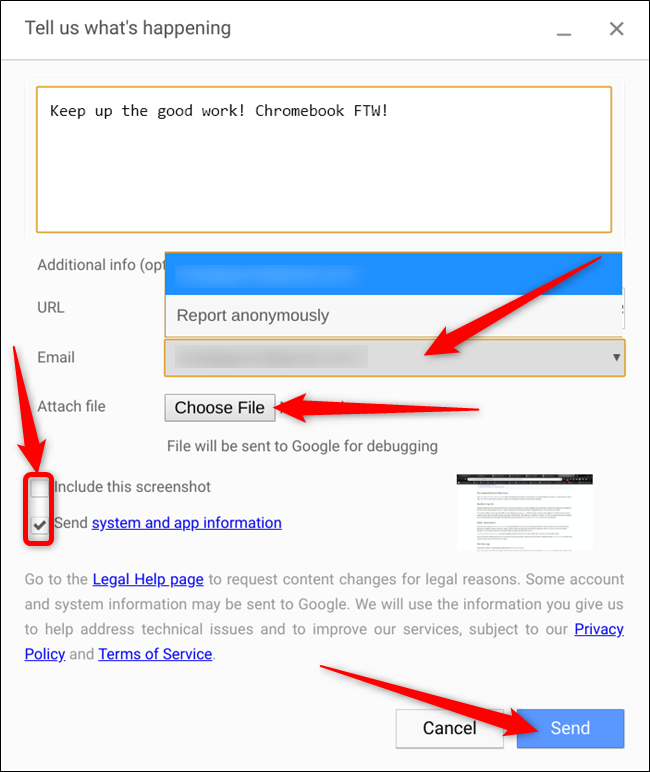 Tell us what's happening
Keep up the good work! Chromebook FTW!
Additional info (opt
URL
Report anonymously
Email
Attach file
Choose File
File will be sent to Google for debugging
Include this screenshot
Send system and app information
Go to the Legal Help page to request content changes for legal reasons. Some account
and system information may be sent to Google. We will use the information you give us
to help address technical issues and to improve our services, subject to our Privacy
Policy and Terms of Service.
Cancel
Send